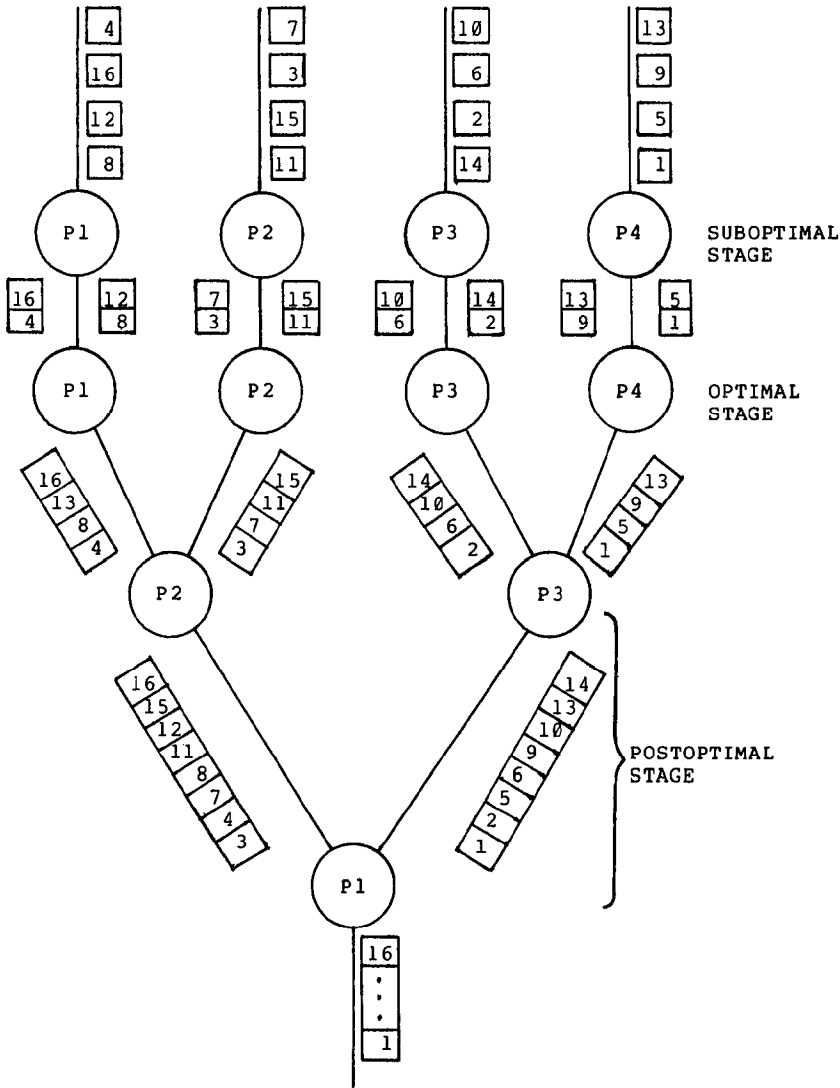 4 7 10 13
16 3 6 9
12 15 2 5
8 11 14 1
P1 P2 P3 P4 SUBOPTIMAL
STAGE
16 12 7 15 10 14 13 5
4 8 3 11 6 2 9 1
P1 P2 P3 P4 OPTIMAL
STAGE
16 15 14 13
13 11 10 9
8 7 6 5
4 3 2 1
P2 P3
16 14
15 13
12 10
11 9
8 6
7 5
4 2
3 1
POSTOPTIMAL
STAGE
P1
16
1